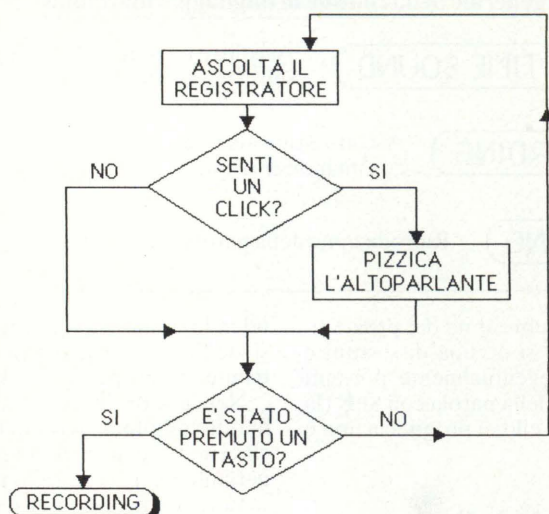 ASCOLTA IL
REGISTRATORE
NO
SENTI
UN
CLICK?
SI
PIZZICA
L'ALTOPARLANTE
SI
E' STATO
PREMUTO UN
TASTO?
NO
RECORDING